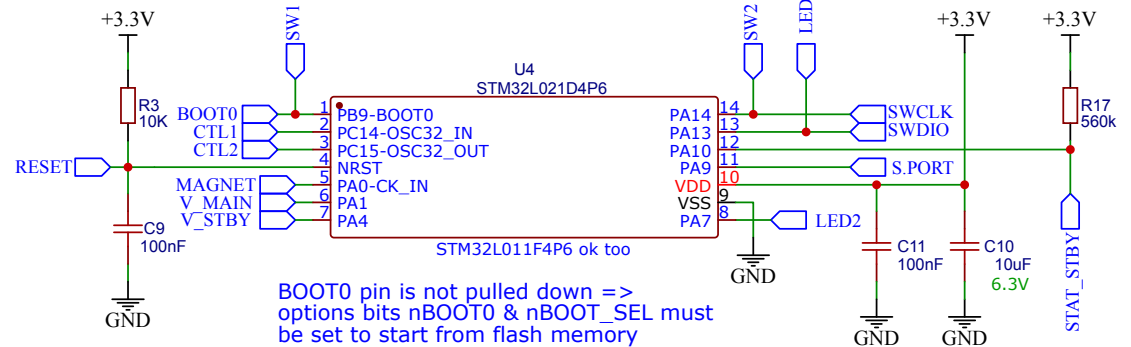 +3.3V
SW1
SW2
LED
+3.3V
+3.3V
U4
STM32L021D4P6
R3
10K
R17
560k
BOOT0
1
PB9-BOOT0
PA14
14
SWCLK
CTL1
2
PC14-OSC32_IN
PA13
13
SWDIO
CTL2
3
PC15-OSC32_OUT
PA10
12
RESET
4
NRST
PA9
11
S.PORT
MAGNET
5
PA0-CK_IN
VDD
10
V_MAIN
6
PA1
VSS
9
V_STBY
7
PA4
PA7
8
LED2
C9
100nF
STM32L011F4P6 ok too
C11
100nF
C10
10uF
6.3V
STAT_STBY
GND
BOOT0 pin is not pulled down =>
options bits nBOOT0 & nBOOT_SEL must
be set to start from flash memory
GND
GND
GND